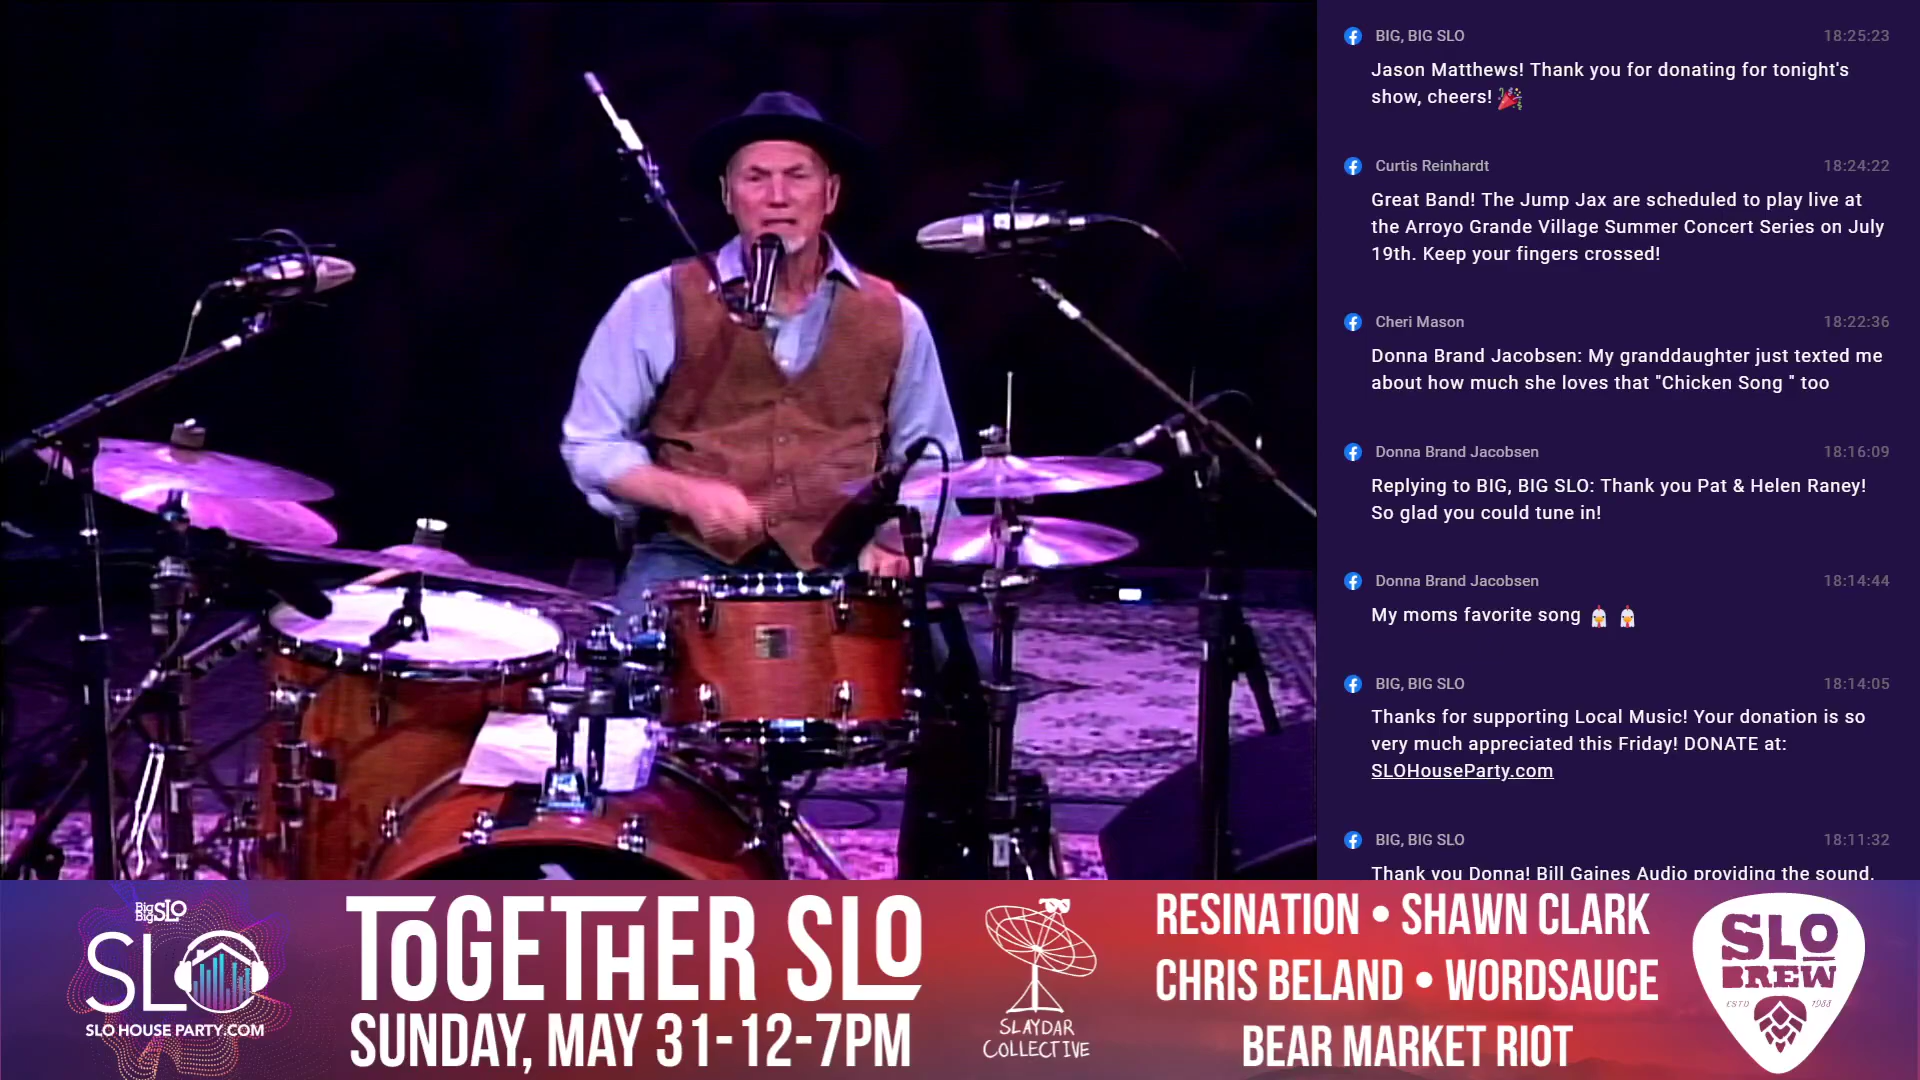 BIG, BIG SLO 18:25:23
Jason Matthews! Thank you for donating for tonight's
show, cheers! 🎉
Curtis Reinhardt 18:24:22
Great Band! The Jump Jax are scheduled to play live at
the Arroyo Grande Village Summer Concert Series on July
19th. Keep your fingers crossed!
Cheri Mason 18:22:36
Donna Brand Jacobsen: My granddaughter just texted me
about how much she loves that "Chicken Song " too
Donna Brand Jacobsen 18:16:09
Replying to BIG, BIG SLO: Thank you Pat & Helen Raney!
So glad you could tune in!
Donna Brand Jacobsen 18:14:44
My moms favorite song 🐔 🐔
BIG, BIG SLO 18:14:05
Thanks for supporting Local Music! Your donation is so
very much appreciated this Friday! DONATE at:
SLOHouseParty.com
BIG, BIG SLO 18:11:32
Thank you Donna! Bill Gaines Audio providing the sound,
Big Big SLO
SLO
SLO HOUSE PARTY.COM
TOGETHER SLO
SUNDAY, MAY 31-12-7PM
SLAYDAR
COLLECTIVE
RESINATION • SHAWN CLARK
CHRIS BELAND • WORDSAUCE
BEAR MARKET RIOT
SLO
BREW
ESTD 1988